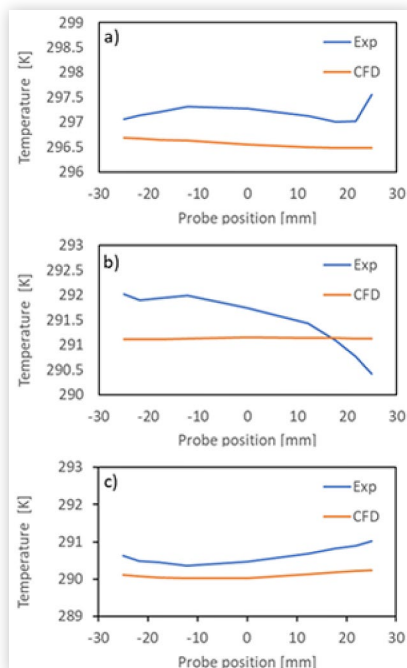 a)
Exp
CFD
Temperature [K]
299
298.5
298
297.5
297
296.5
296
-30 -20 -10 0 10 20 30
Probe position [mm]
b)
Exp
CFD
Temperature [K]
293
292.5
292
291.5
291
290.5
290
-30 -20 -10 0 10 20 30
Probe position [mm]
c)
Exp
CFD
Temperature [K]
293
292
291
290
289
-30 -20 -10 0 10 20 30
Probe position [mm]